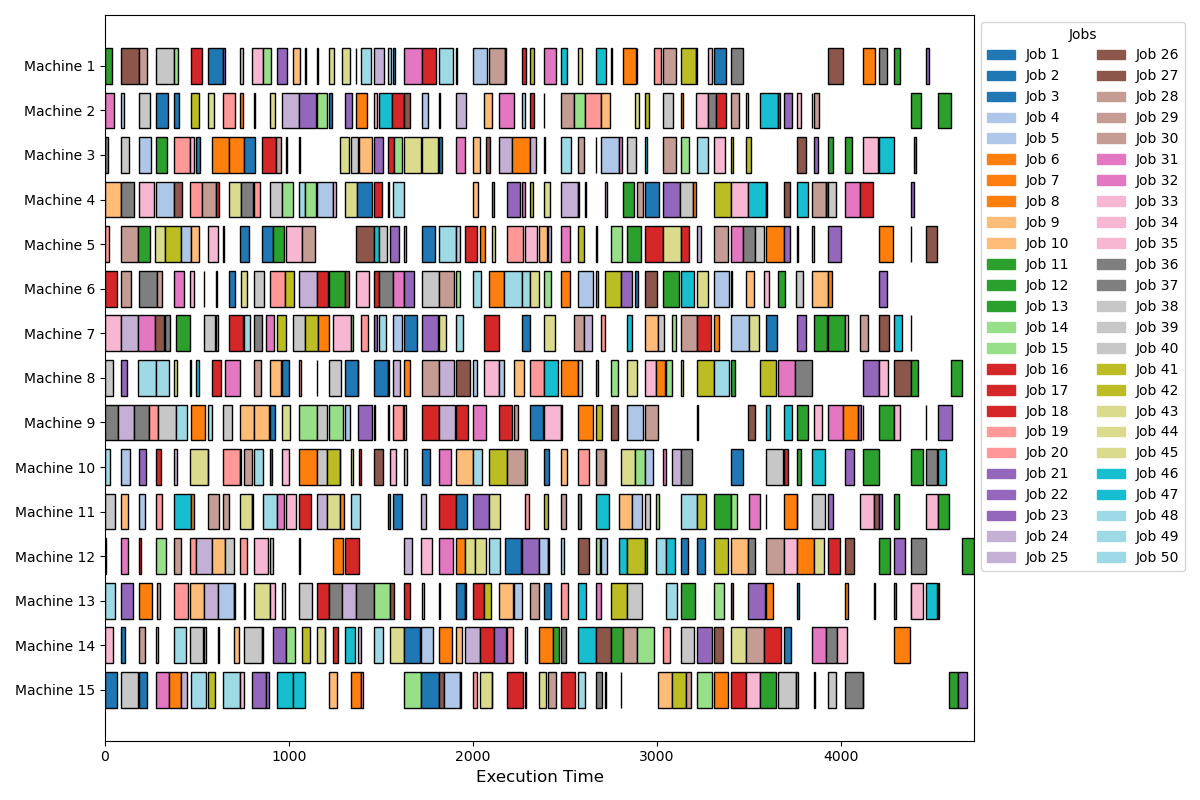 Machine 1
Machine 2
Machine 3
Machine 4
Machine 5
Machine 6
Machine 7
Machine 8
Machine 9
Machine 10
Machine 11
Machine 12
Machine 13
Machine 14
Machine 15
0 1000 2000 3000 4000
Execution Time
Jobs
Job 1
Job 2
Job 3
Job 4
Job 5
Job 6
Job 7
Job 8
Job 9
Job 10
Job 11
Job 12
Job 13
Job 14
Job 15
Job 16
Job 17
Job 18
Job 19
Job 20
Job 21
Job 22
Job 23
Job 24
Job 25
Job 26
Job 27
Job 28
Job 29
Job 30
Job 31
Job 32
Job 33
Job 34
Job 35
Job 36
Job 37
Job 38
Job 39
Job 40
Job 41
Job 42
Job 43
Job 44
Job 45
Job 46
Job 47
Job 48
Job 49
Job 50